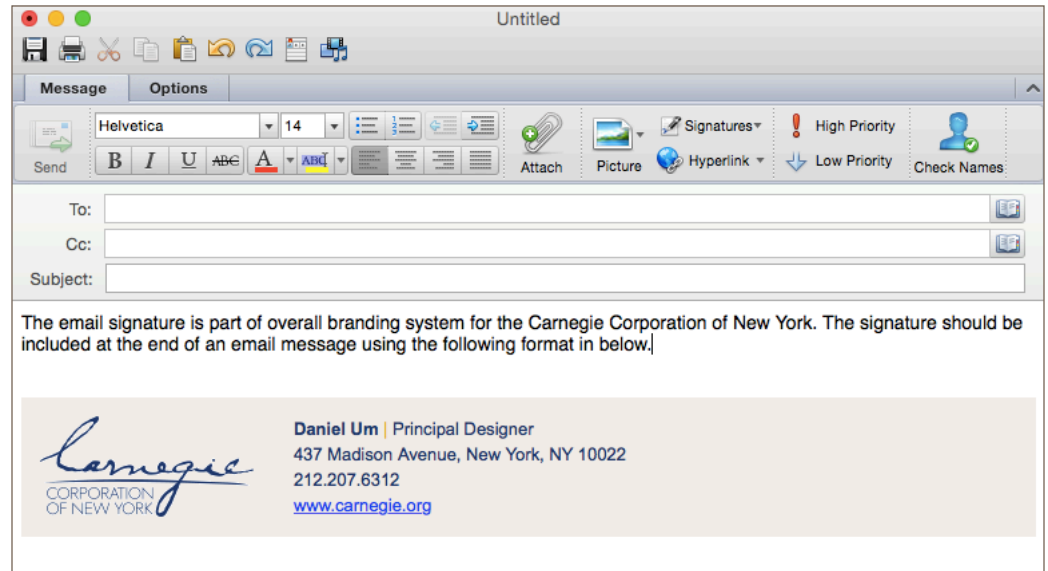 Untitled
Message Options
Helvetica 14 Signatures High Priority
Send B I U ABC A ABC Attach Picture Hyperlink Low Priority Check Names
To:
Cc:
Subject:
The email signature is part of overall branding system for the Carnegie Corporation of New York. The signature should be
included at the end of an email message using the following format in below.
Carnegie
CORPORATION
OF NEW YORK
Daniel Um | Principal Designer
437 Madison Avenue, New York, NY 10022
212.207.6312
www.carnegie.org